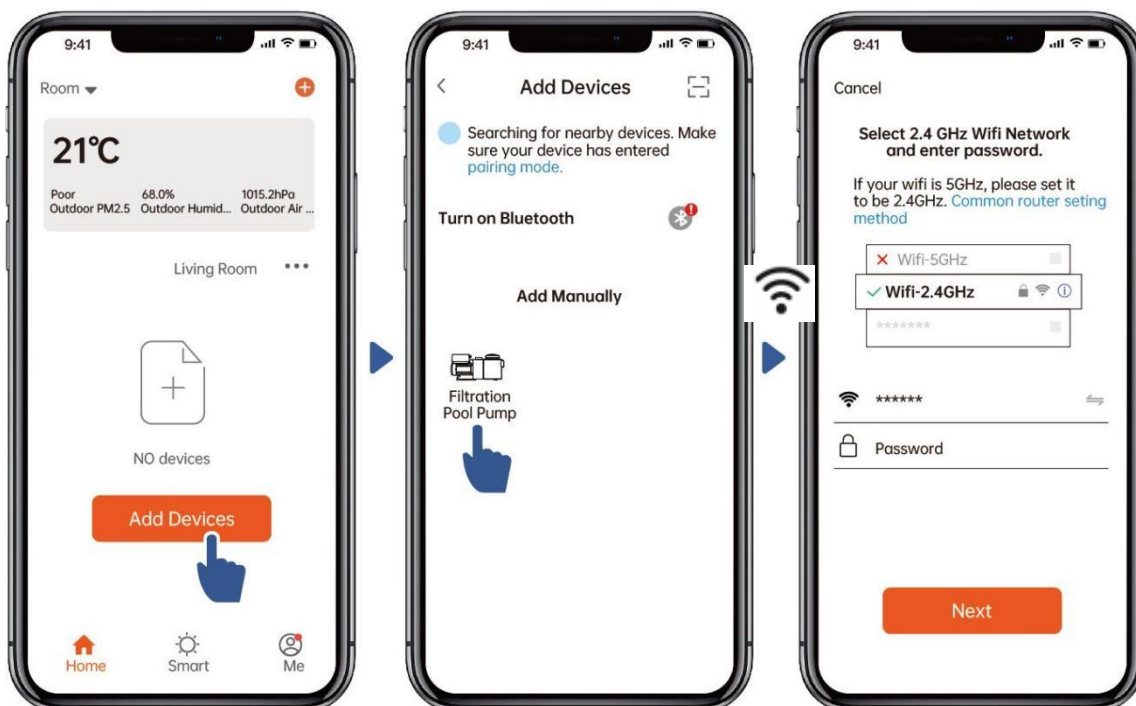 9:41
Room
21°C
Poor 68.0% 1015.2hPa
Outdoor PM2.5 Outdoor Humid... Outdoor Air ...
Living Room
NO devices
Add Devices
Home Smart Me
9:41
Add Devices
Searching for nearby devices. Make
sure your device has entered
pairing mode.
Turn on Bluetooth
Add Manually
Filtration
Pool Pump
9:41
Cancel
Select 2.4 GHz Wifi Network
and enter password.
If your wifi is 5GHz, please set it
to be 2.4GHz. Common router seting
method
Wifi-5GHz
Wifi-2.4GHz
*******
******
Password
Next